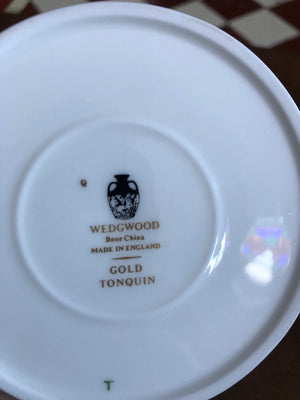 WEDGWOOD
Bone China
MADE IN ENGLAND
GOLD
TONQUIN
T